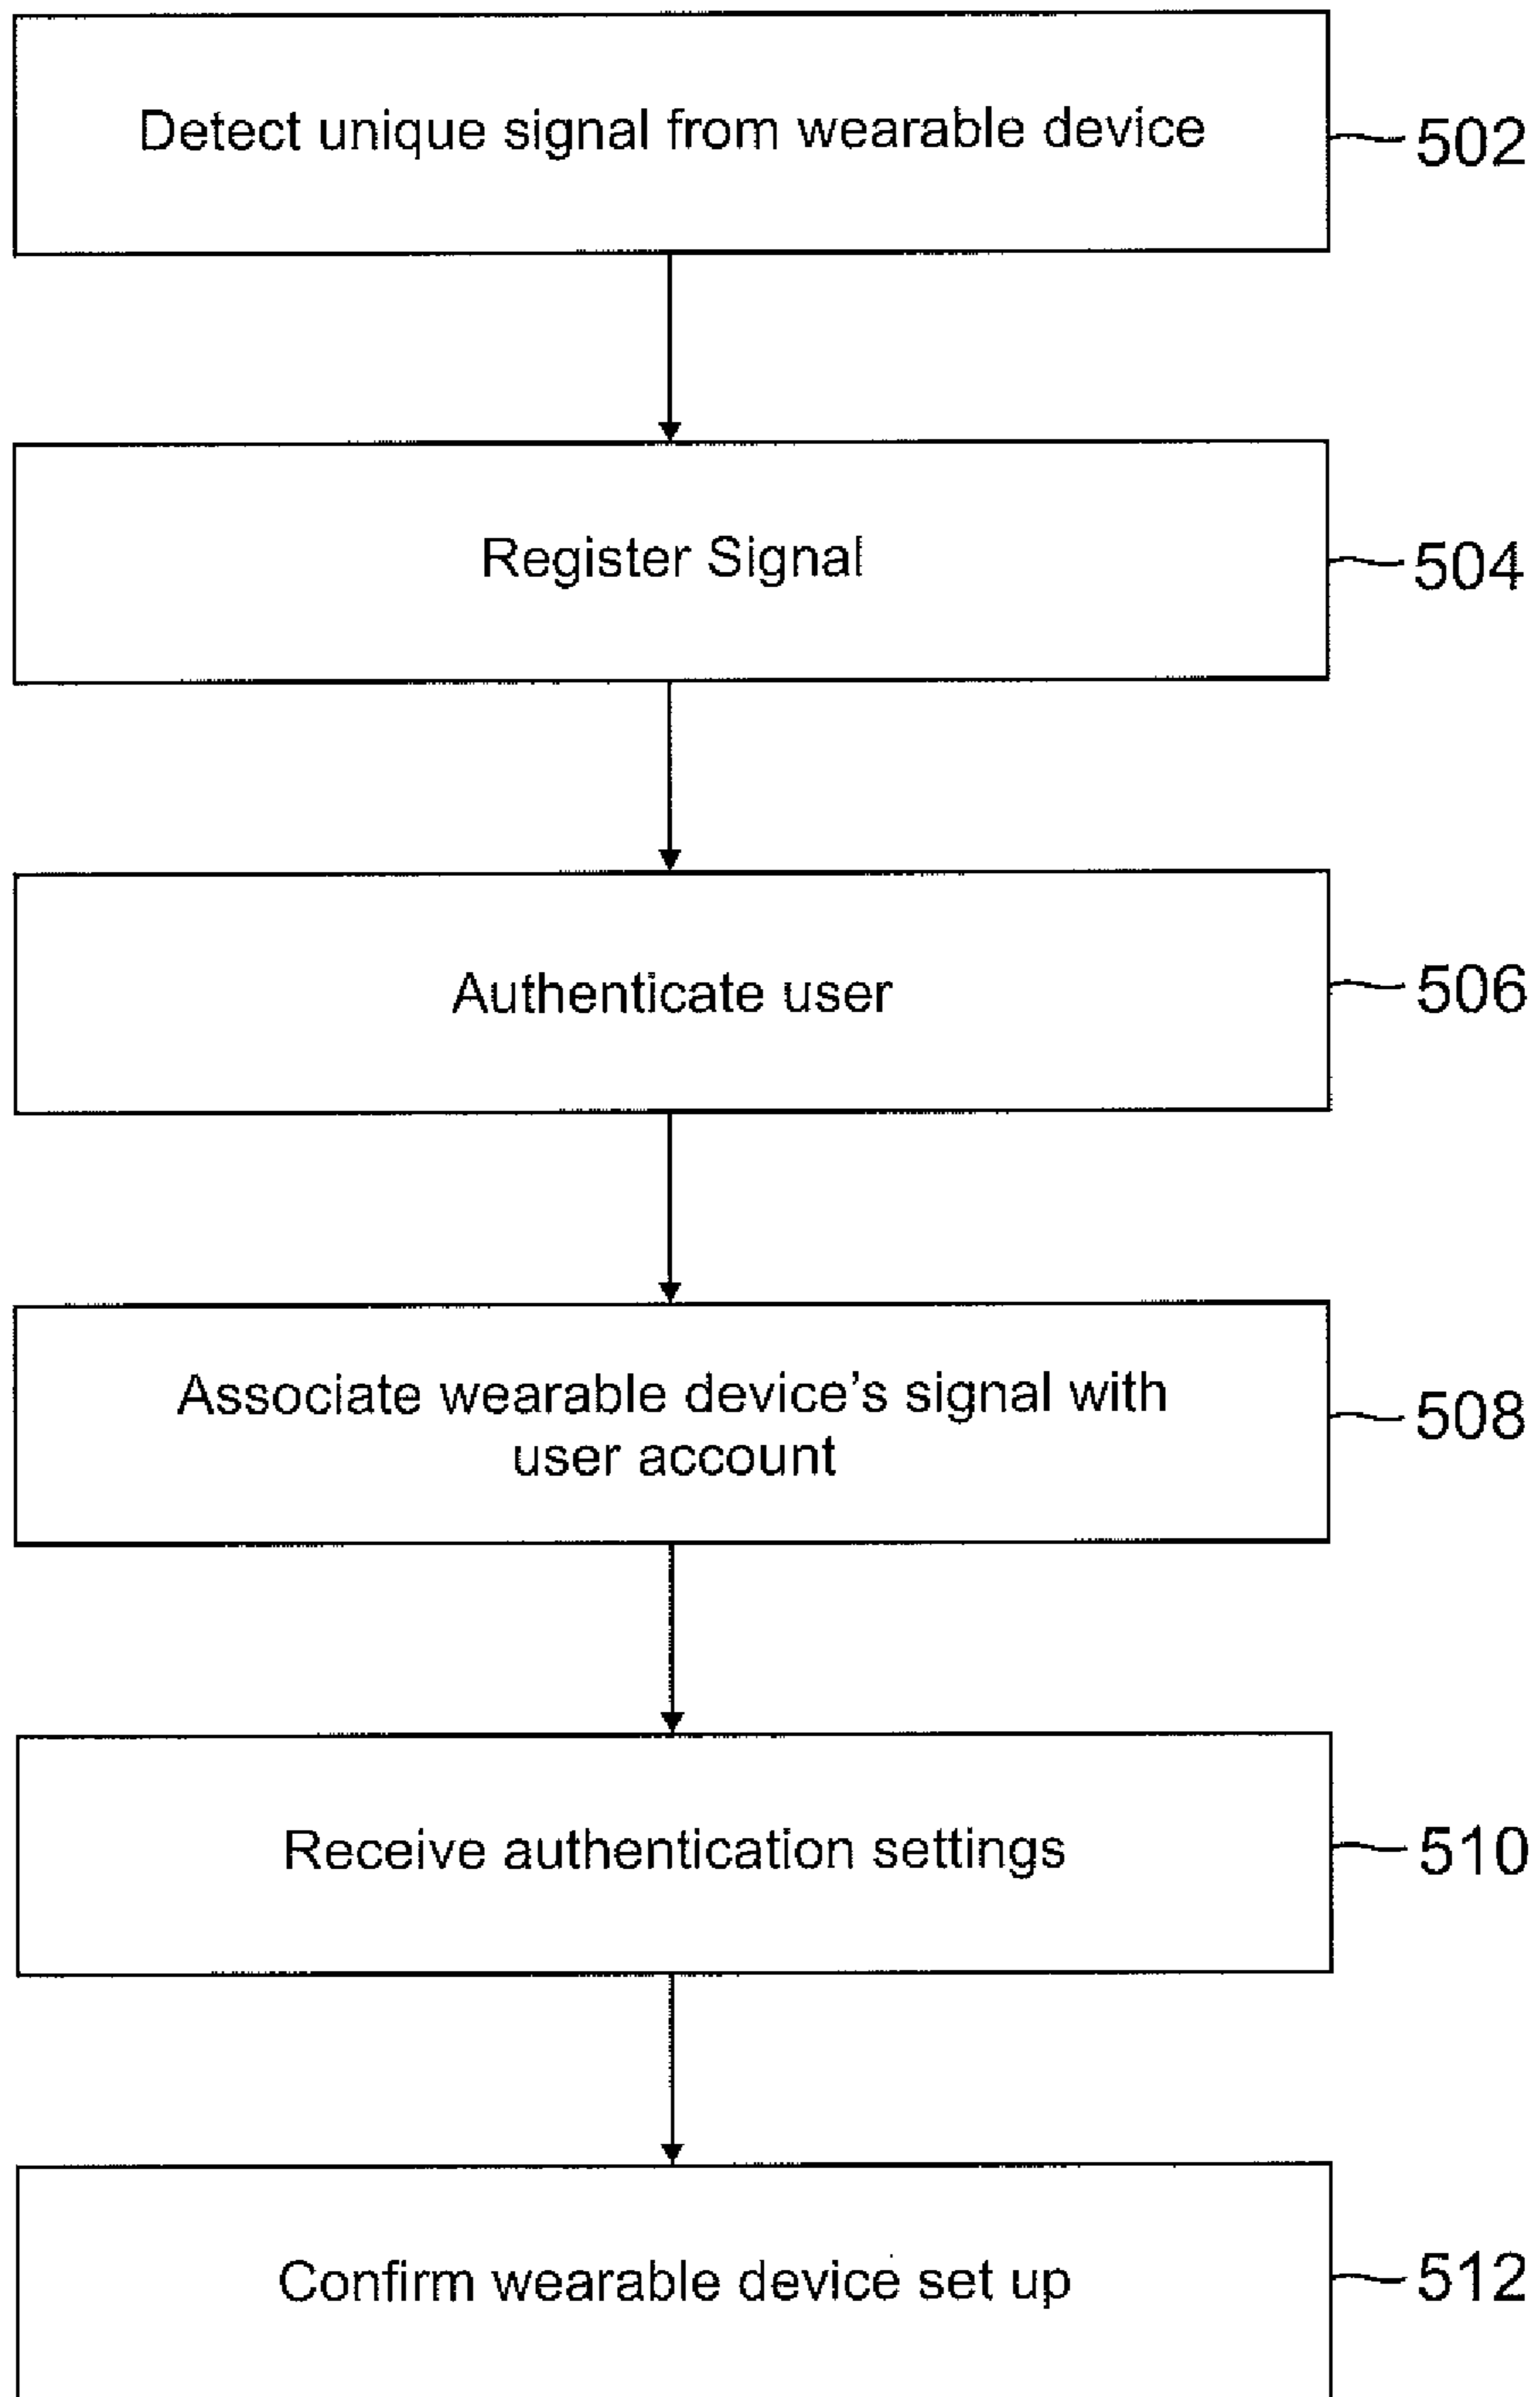 Detect unique signal from wearable device
502
Register Signal
504
Authenticate user
506
Associate wearable device's signal with
user account
508
Receive authentication settings
510
Confirm wearable device set up
512